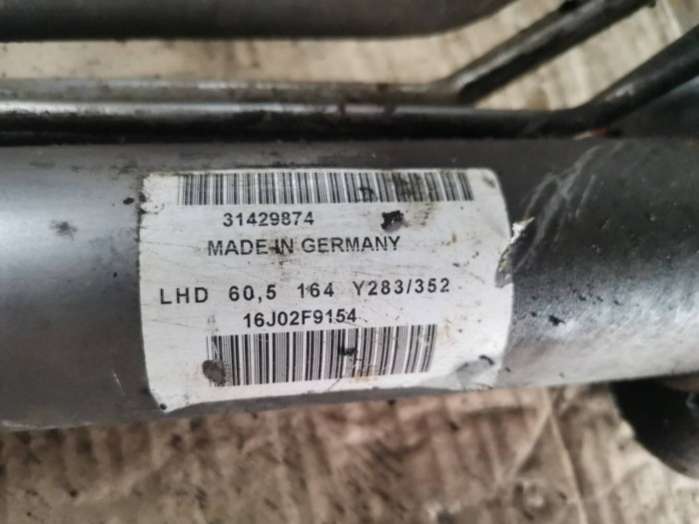 31429874
MADE IN GERMANY
LHD 60,5 164 Y283/352
16J02F9154